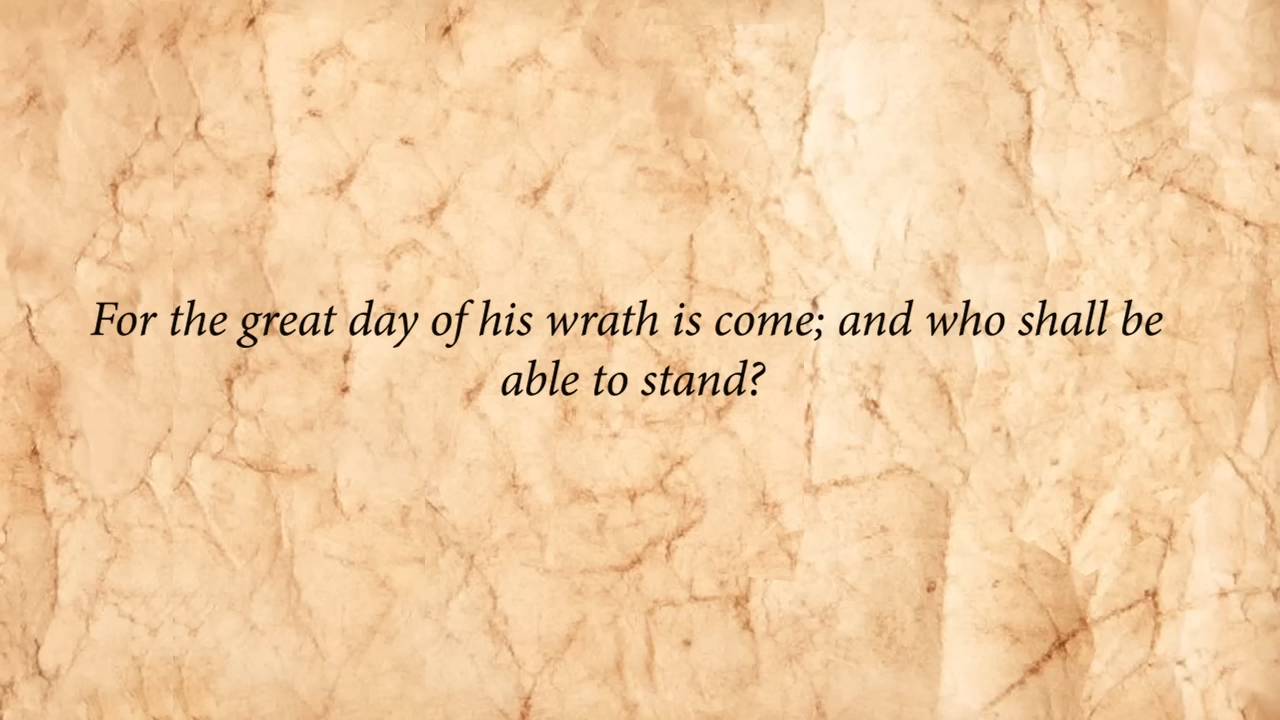 For the great day of his wrath is come; and who shall be
able to stand?